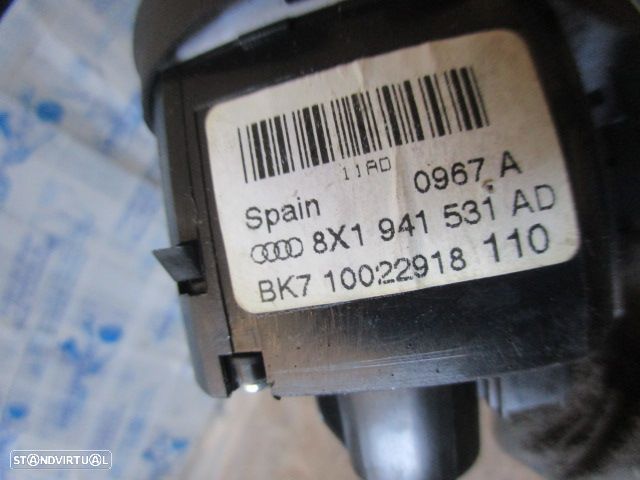 11AD
0967 A
Spain
8X1 941 531 AD
BK7 10022918 110
STANDVIRTUAL